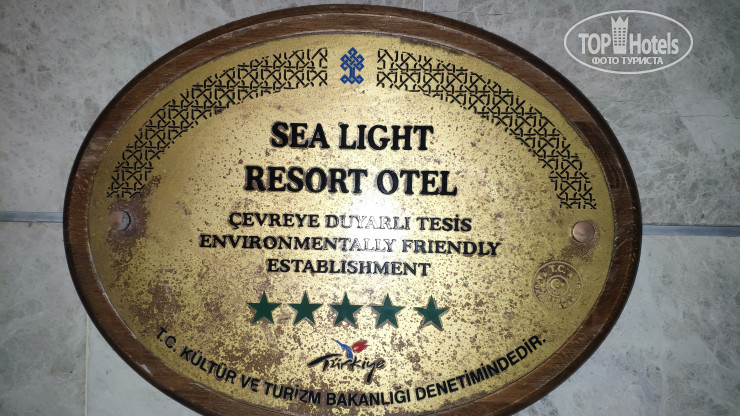 TOP Hotels
ФОТО ТУРИСТА
SEA LIGHT
RESORT OTEL
ÇEVREYE DUYARLI TESİS
ENVIRONMENTALLY FRIENDLY
ESTABLISHMENT
Türkiye
T.C. KÜLTÜR VE TURİZM BAKANLIĞI DENETİMİNDEDİR.